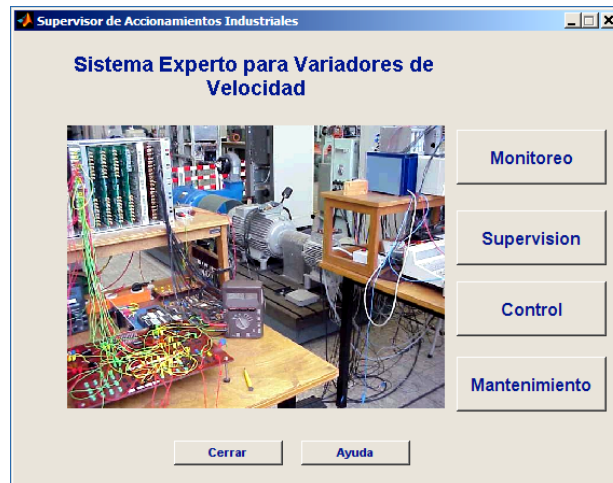 Supervisor de Accionamientos Industriales
Sistema Experto para Variadores de
Velocidad
Monitoreo
Supervision
Control
Mantenimiento
Cerrar
Ayuda